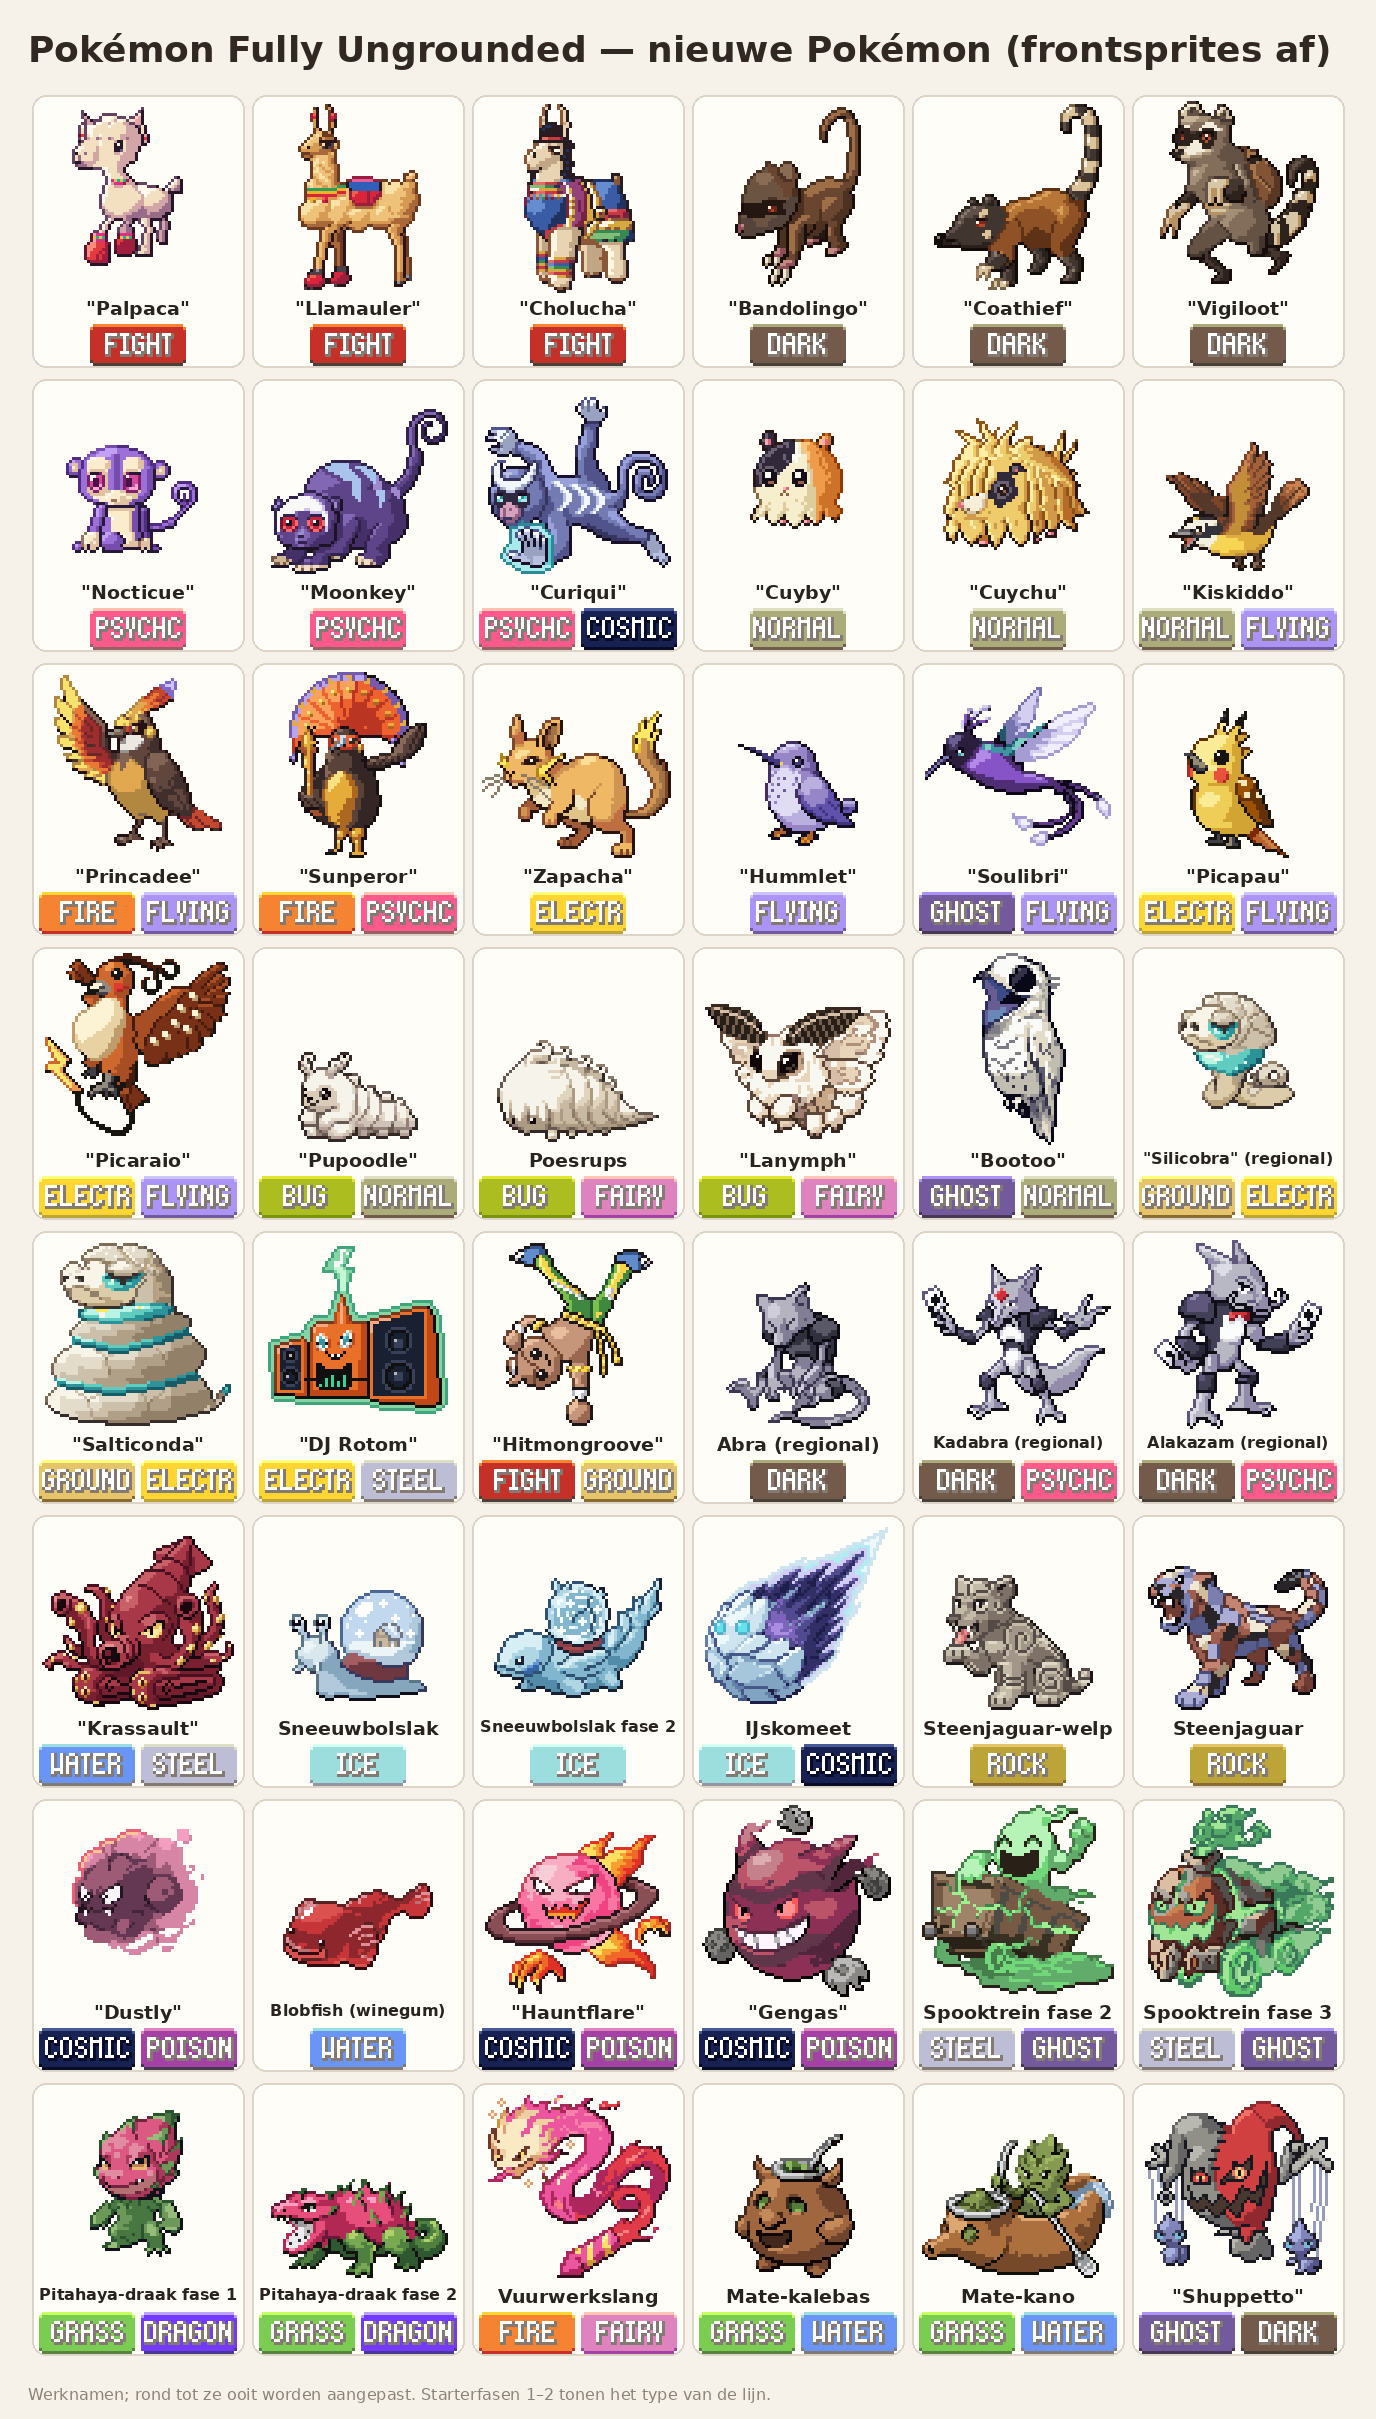 Pokémon Fully Ungrounded — nieuwe Pokémon (frontsprites af)
"Palpaca" "Llamauler" "Cholucha" "Bandolingo" "Coathief" "Vigiloot"
FIGHT FIGHT FIGHT DARK DARK DARK
"Nocticue" "Moonkey" "Curiqui" "Cuyby" "Cuychu" "Kiskiddo"
PSYCHC PSYCHC PSYCHC COSMIC NORMAL NORMAL NORMAL FLYING
"Princadee" "Sunperor" "Zapacha" "Hummlet" "Soulibri" "Picapau"
FIRE FLYING FIRE PSYCHC ELECTR FLYING GHOST FLYING ELECTR FLYING
"Picaraio" "Pupoodle" Poesrups "Lanymph" "Bootoo" "Silicobra" (regional)
ELECTR FLYING BUG NORMAL BUG FAIRY BUG FAIRY GHOST NORMAL GROUND ELECTR
"Salticonda" "DJ Rotom" "Hitmongroove" Abra (regional) Kadabra (regional) Alakazam (regional)
GROUND ELECTR ELECTR STEEL FIGHT GROUND DARK DARK PSYCHC DARK PSYCHC
"Krassault" Sneeuwbolslak Sneeuwbolslak fase 2 IJskomeet Steenjaguar-welp Steenjaguar
WATER STEEL ICE ICE ICE COSMIC ROCK ROCK
"Dustly" Blobfish (winegum) "Hauntflare" "Gengas" Spooktrein fase 2 Spooktrein fase 3
COSMIC POISON WATER COSMIC POISON COSMIC POISON STEEL GHOST STEEL GHOST
Pitahaya-draak fase 1 Pitahaya-draak fase 2 Vuurwerkslang Mate-kalebas Mate-kano "Shuppetto"
GRASS DRAGON GRASS DRAGON FIRE FAIRY GRASS WATER GRASS WATER GHOST DARK
Werknamen; rond tot ze ooit worden aangepast. Starterfasen 1–2 tonen het type van de lijn.